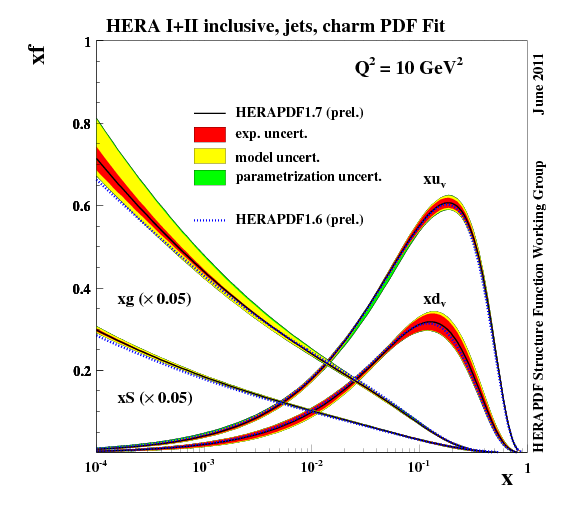 HERA I+II inclusive, jets, charm PDF Fit
xf
Q² = 10 GeV²
HERAPDF1.7 (prel.)
exp. uncert.
model uncert.
parametrization uncert.
HERAPDF1.6 (prel.)
xu_v
xd_v
xg (× 0.05)
xS (× 0.05)
1
0.8
0.6
0.4
0.2
10⁻⁴
10⁻³
10⁻²
10⁻¹
1
x
HERAPDF Structure Function Working Group
June 2011